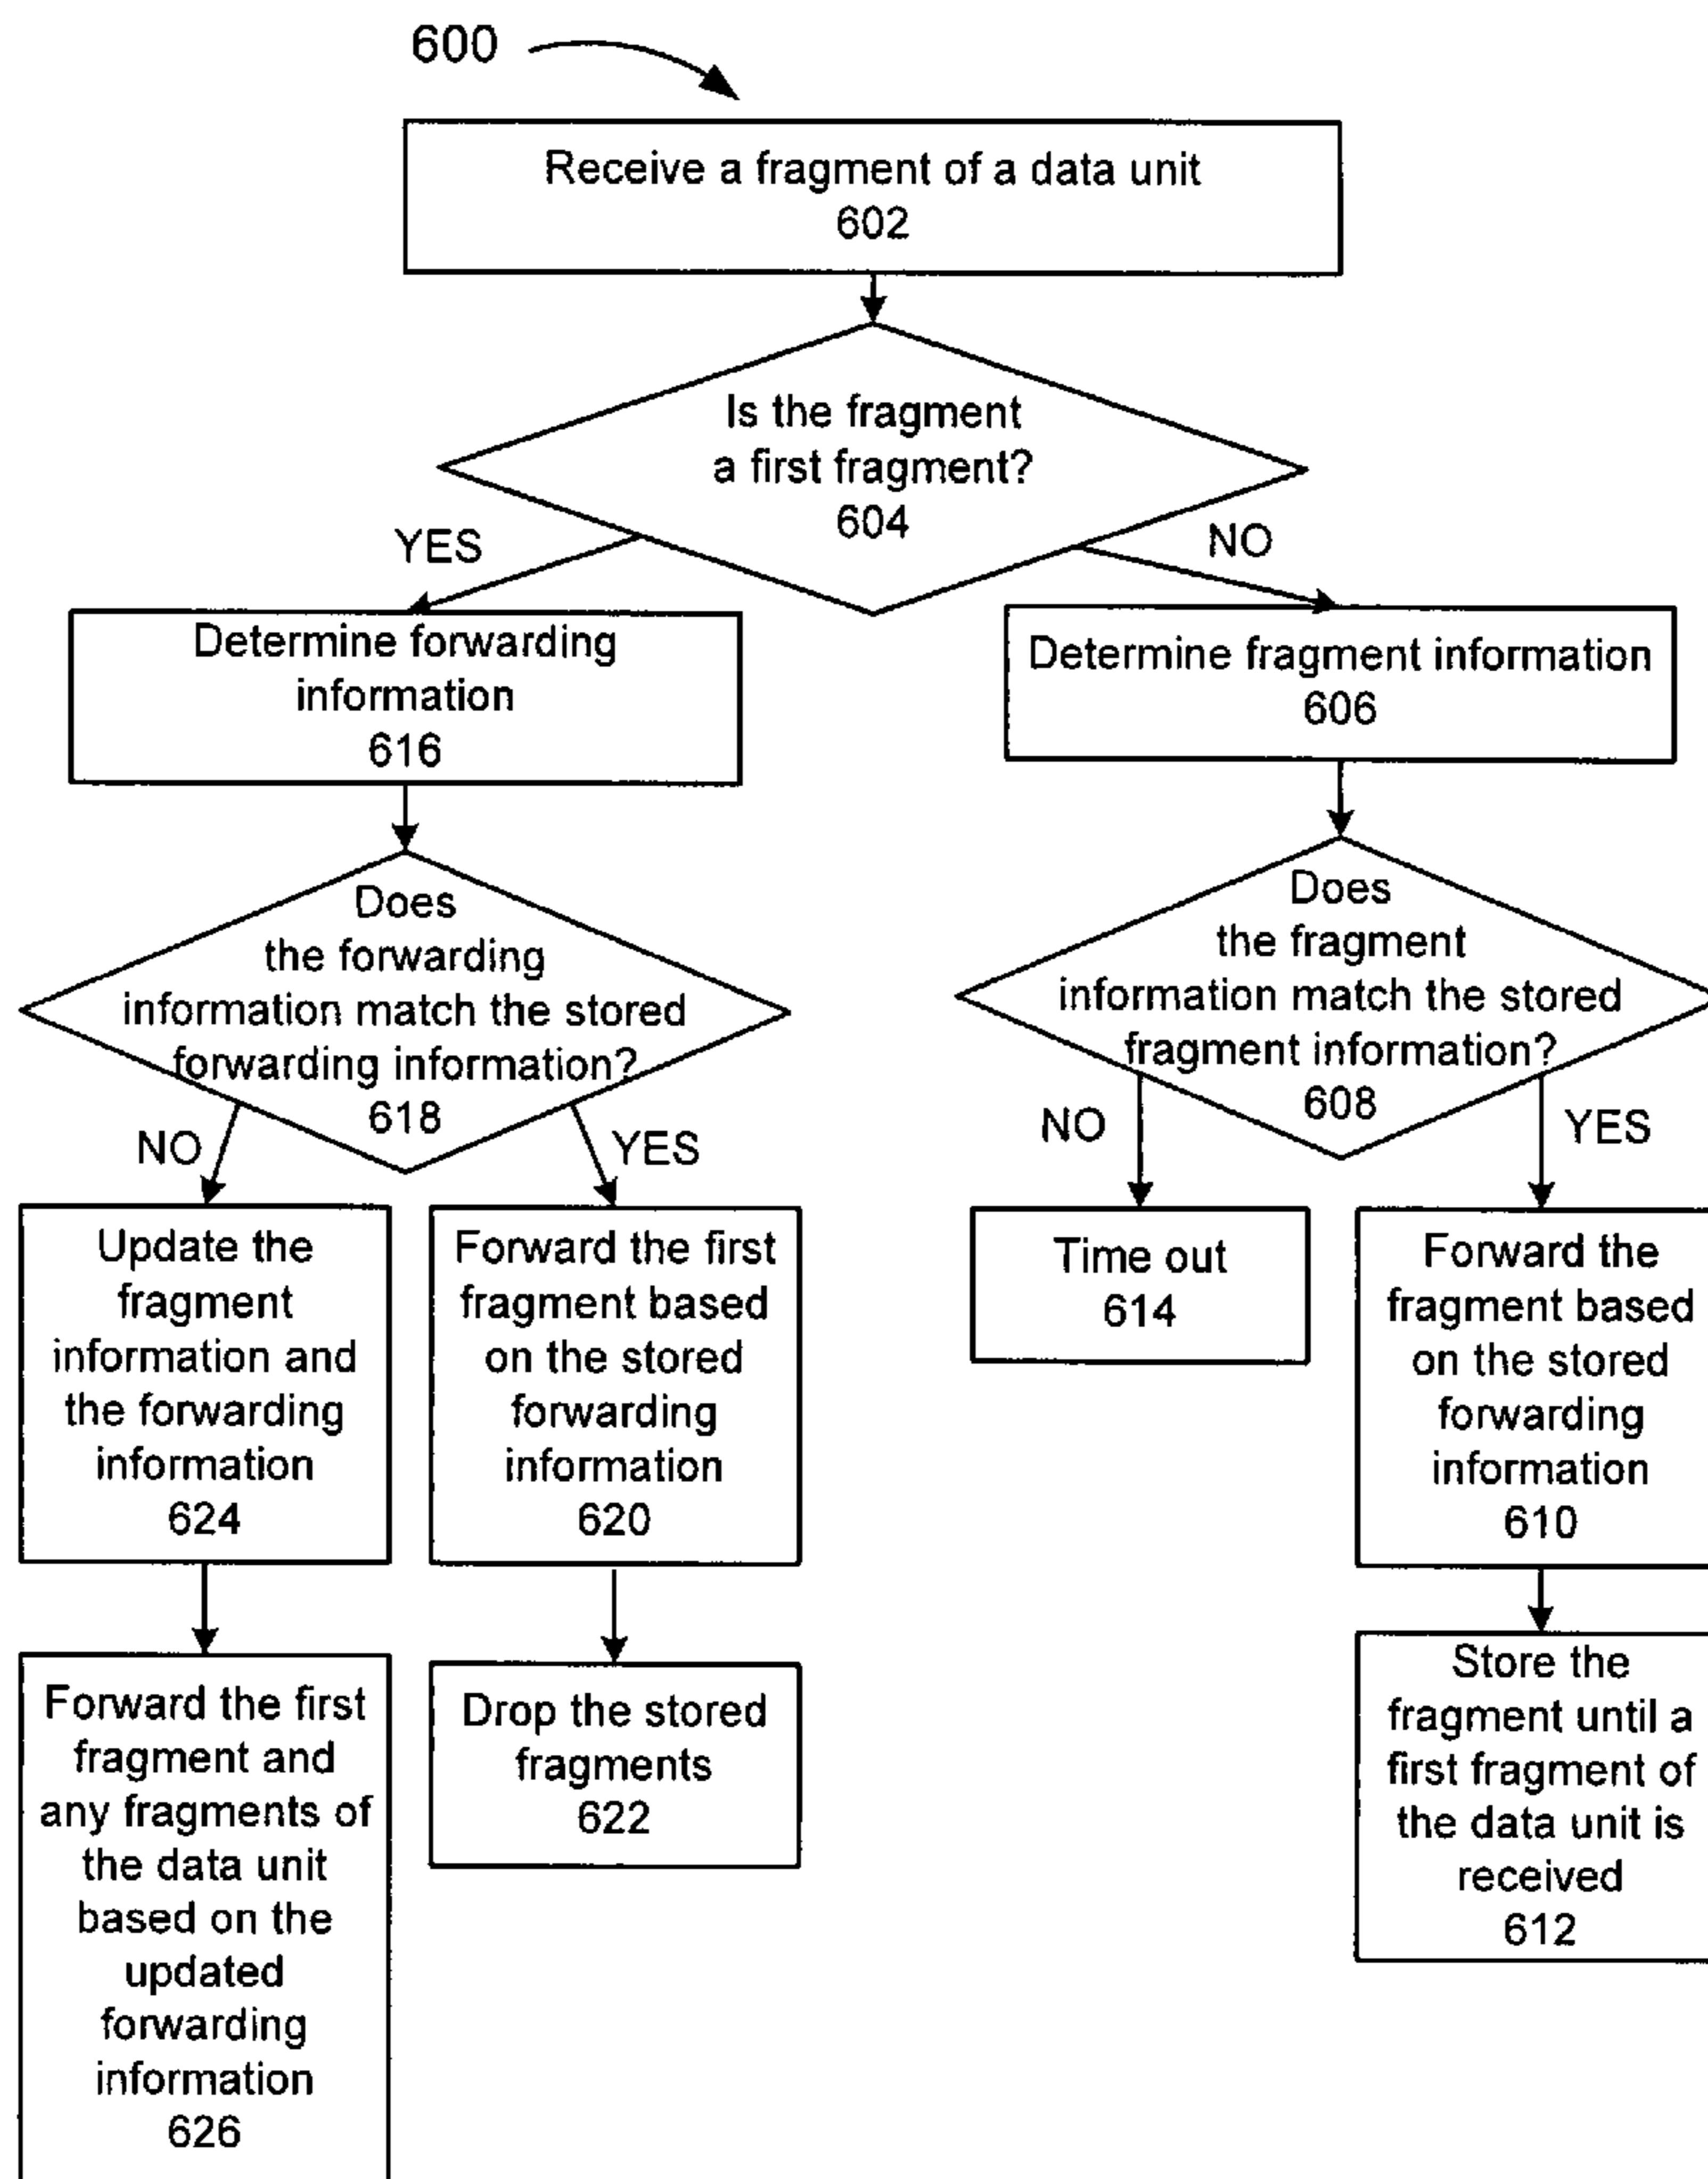 600
Receive a fragment of a data unit
602
Is the fragment
a first fragment?
604
YES
NO
Determine forwarding
information
616
Determine fragment information
606
Does
the forwarding
information match the stored
forwarding information?
618
Does
the fragment
information match the stored
fragment information?
608
NO
YES
NO
YES
Update the
fragment
information and
the forwarding
information
624
Forward the first
fragment based
on the stored
forwarding
information
620
Time out
614
Forward the
fragment based
on the stored
forwarding
information
610
Forward the first
fragment and
any fragments of
the data unit
based on the
updated
forwarding
information
626
Drop the stored
fragments
622
Store the
fragment until a
first fragment of
the data unit is
received
612